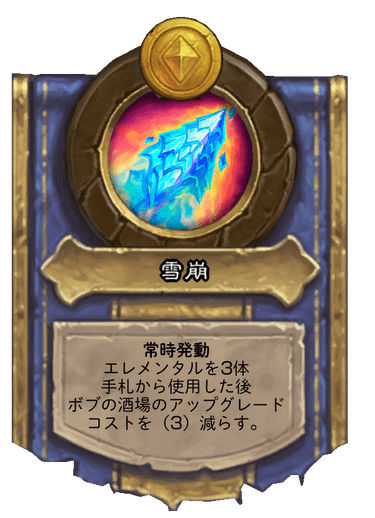 雪崩
常時発動
エレメンタルを3体
手札から使用した後
ボブの酒場のアップグレード
コストを（3）減らす。